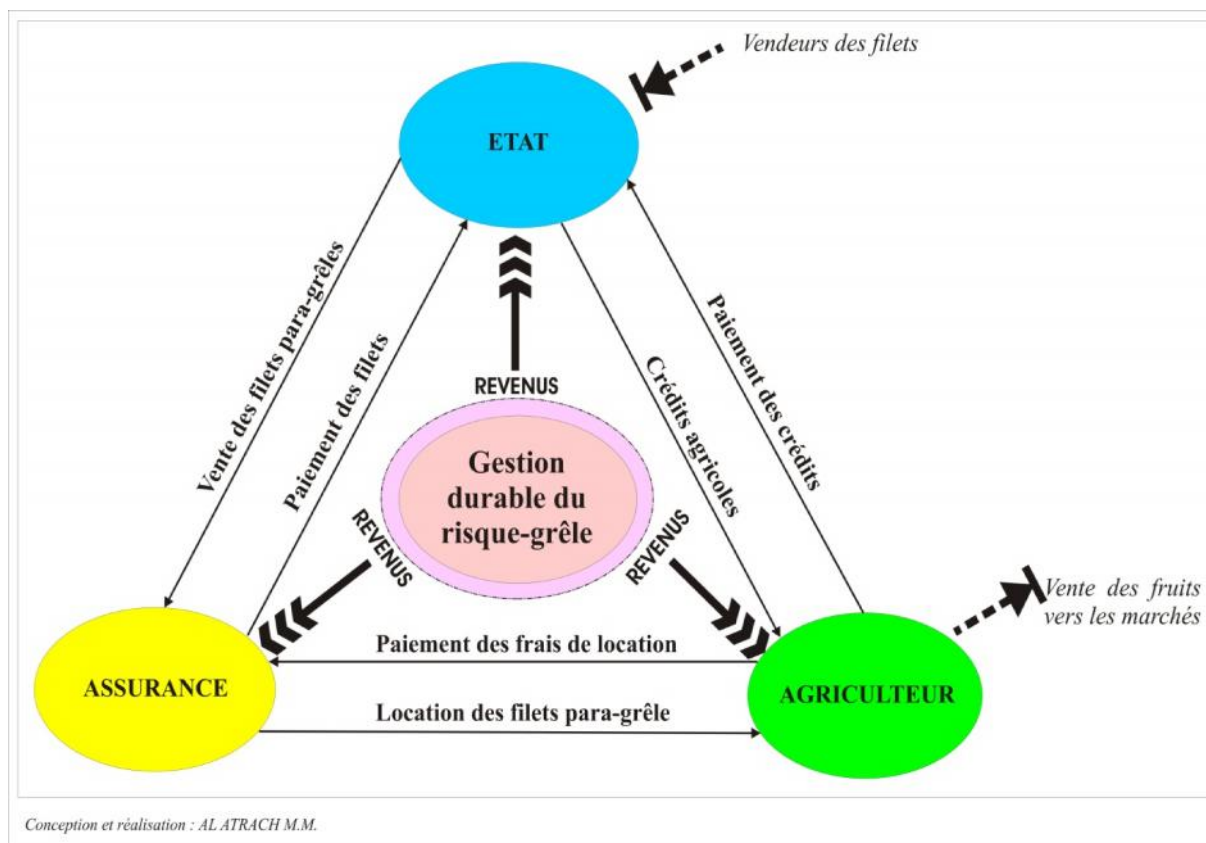 Vendeurs des filets
ETAT
Vente des filets para-grêles
Paiement des filets
Crédits agricoles
Paiement des crédits
REVENUS
Gestion
durable du
risque-grêle
REVENUS
REVENUS
Vente des fruits
vers les marchés
Paiement des frais de location
ASSURANCE
AGRICULTEUR
Location des filets para-grêle
Conception et réalisation : AL ATRACH M.M.